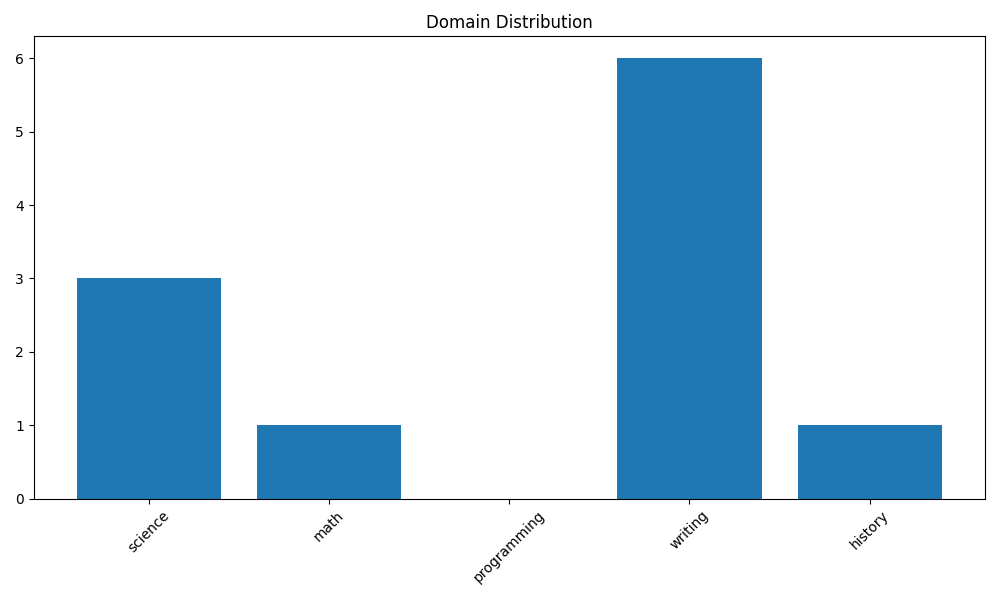 Domain Distribution
6
5
4
3
2
1
0
science
math
programming
writing
history